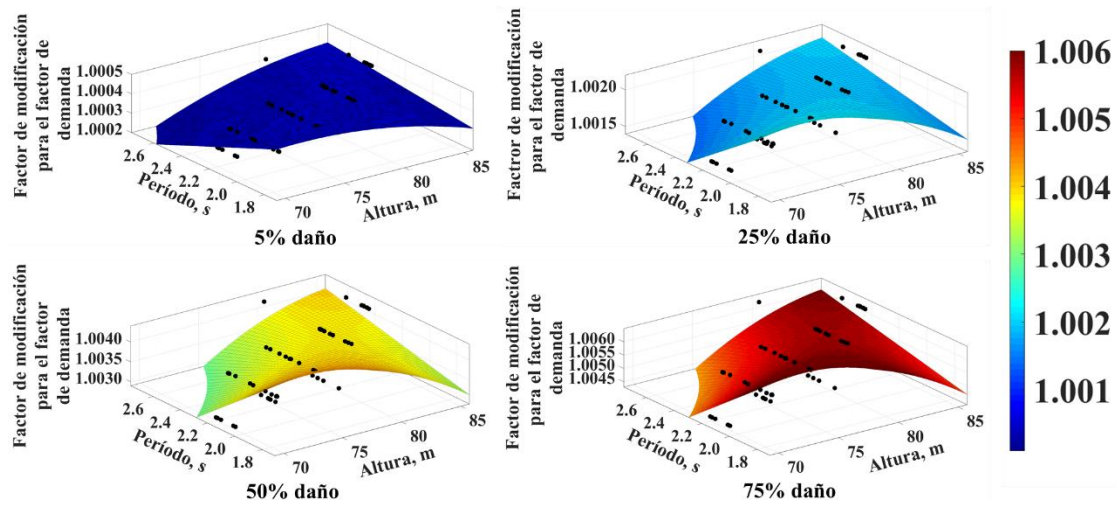 Factor de modificación
para el factor de
demanda
1.0005
1.0004
1.0003
1.0002
2.6
2.4
2.2
2.0
1.8
Período, s
70
75
80
85
Altura, m
5% daño
Factror de modificación
para el factor de
demanda
1.0020
1.0015
2.6
2.4
2.2
2.0
1.8
Período, s
70
75
80
85
Altura, m
25% daño
Factor de modificación
para el factor
de demanda
1.0040
1.0035
1.0030
2.6
2.4
2.2
2.0
1.8
Período, s
70
75
80
85
Altura, m
50% daño
Factor de modificación
para el factor de
demanda
1.0060
1.0055
1.0050
1.0045
2.6
2.4
2.2
2.0
1.8
Período, s
70
75
80
85
Altura, m
75% daño
1.006
1.005
1.004
1.003
1.002
1.001